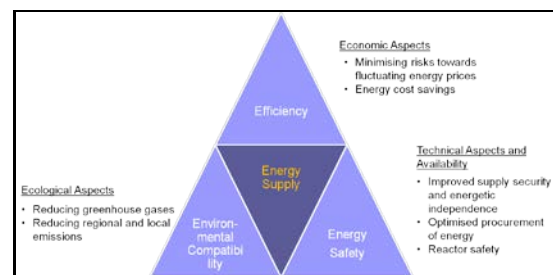 Economic Aspects
• Minimising risks towards
fluctuating energy prices
• Energy cost savings
Efficiency
Technical Aspects and
Availability
• Improved supply security
and energetic
independence
• Optimised procurement
of energy
• Reactor safety
Energy
Supply
Ecological Aspects
• Reducing greenhouse gases
• Reducing regional and local
emissions
Environ-
mental
Compatibi
lity
Energy
Safety